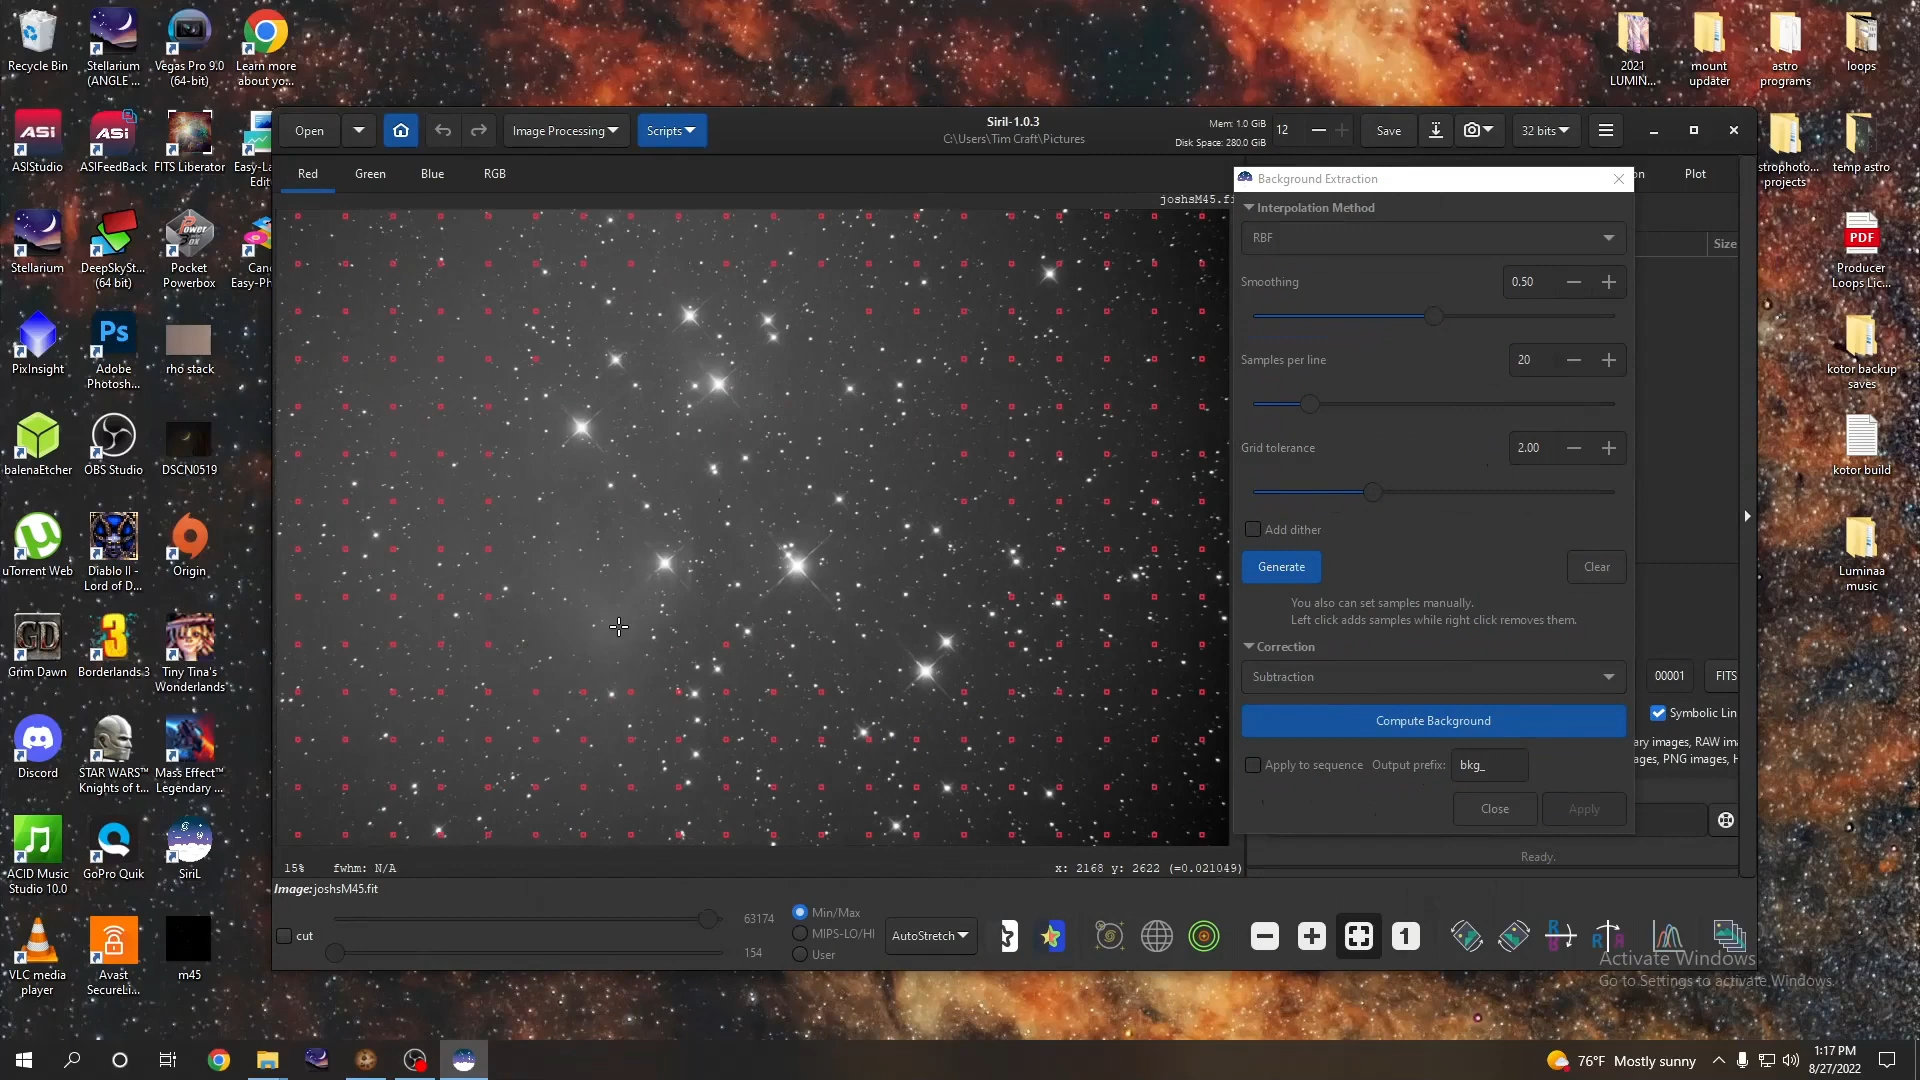 Recycle Bin
Stellarium
(ANGLE ...
Vegas Pro 9.0
(64-bit)
Learn more
about yo...
2021
LUMIN...
mount
updater
astro
programs
loops
ASIStudio
ASIFeedBack
FITS Liberator
Easy-La...
Edit
strophoto...
projects
temp astro
Stellarium
DeepSkySt...
(64 bit)
Pocket
Powerbox
Can
Easy-Ph
Producer
Loops Lic...
PixInsight
Adobe
Photosh...
rho stack
kotor backup
saves
balenaEtcher
OBS Studio
DSCN0519
kotor build
uTorrent Web
Diablo II -
Lord of D...
Origin
Luminaa
music
Grim Dawn
Borderlands 3
Tiny Tina's
Wonderlands
Discord
STAR WARS™
Knights of t...
Mass Effect™
Legendary ...
ACID Music
Studio 10.0
GoPro Quik
SiriL
VLC media
player
Avast
SecureLi...
m45
Open
Image Processing
Scripts
Siril-1.0.3
C:\Users\Tim Craft\Pictures
Mem: 1.0 GiB
Disk Space: 280.0 GiB
12
Save
32 bits
Red
Green
Blue
RGB
joshsM45.fi
Background Extraction
on
Plot
Size
Interpolation Method
RBF
Smoothing
0.50
Samples per line
20
Grid tolerance
2.00
Add dither
Generate
Clear
You also can set samples manually.
Left click adds samples while right click removes them.
Correction
Subtraction
Compute Background
Apply to sequence
Output prefix:
bkg_
Close
Apply
00001
FITS
Symbolic Lin
ary images, RAW ima
ages, PNG images, H
Ready.
15%
fwhm: N/A
x: 2168 y: 2622 (=0.021049)
Image: joshsM45.fit
cut
63174
154
Min/Max
MIPS-LO/HI
User
AutoStretch
1
Activate Windows
Go to Settings to activate Windows.
76°F Mostly sunny
1:17 PM
8/27/2022